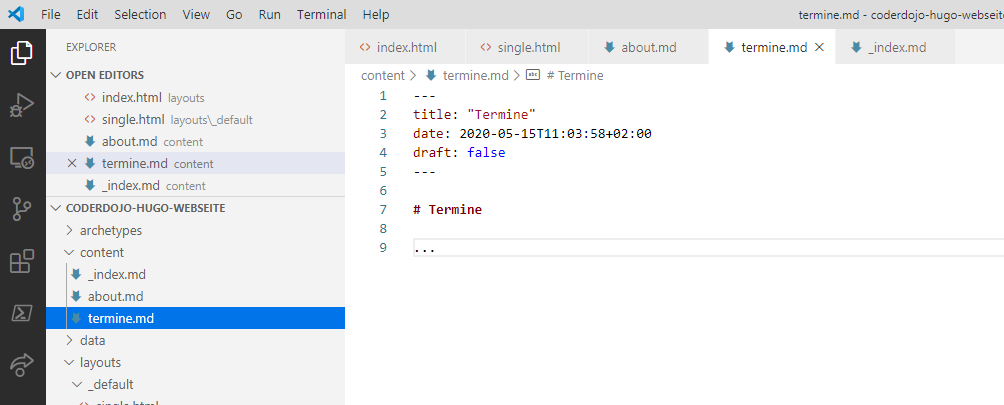 File Edit Selection View Go Run Terminal Help termine.md - coderdojo-hugo-webseite
EXPLORER
OPEN EDITORS
index.html layouts
single.html layouts\_default
about.md content
termine.md content
_index.md content
CODERDOJO-HUGO-WEBSEITE
archetypes
content
_index.md
about.md
termine.md
data
layouts
_default
single.html
index.html single.html about.md termine.md _index.md
content > termine.md > abc # Termine
1 ---
2 title: "Termine"
3 date: 2020-05-15T11:03:58+02:00
4 draft: false
5 ---
6
7 # Termine
8
9 ...